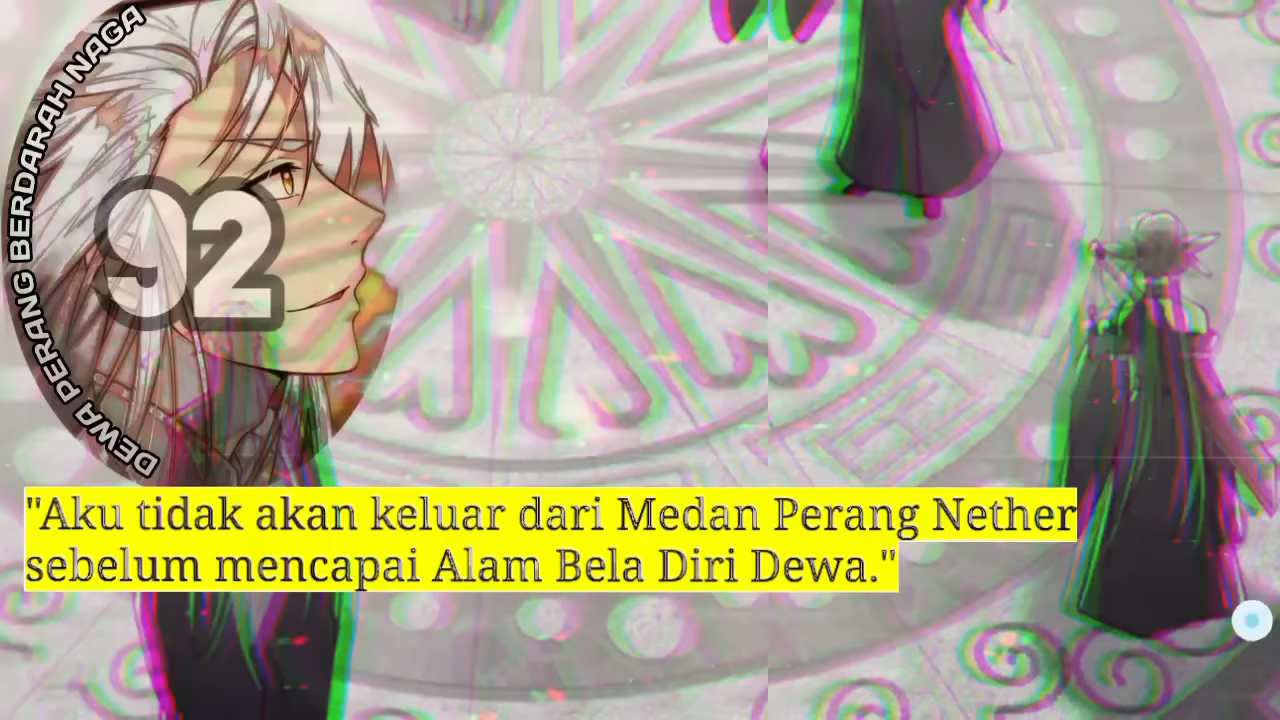 DEWA PERANG BERDARAH NAGA
92
"Aku tidak akan keluar dari Medan Perang Nether
sebelum mencapai Alam Bela Diri Dewa."